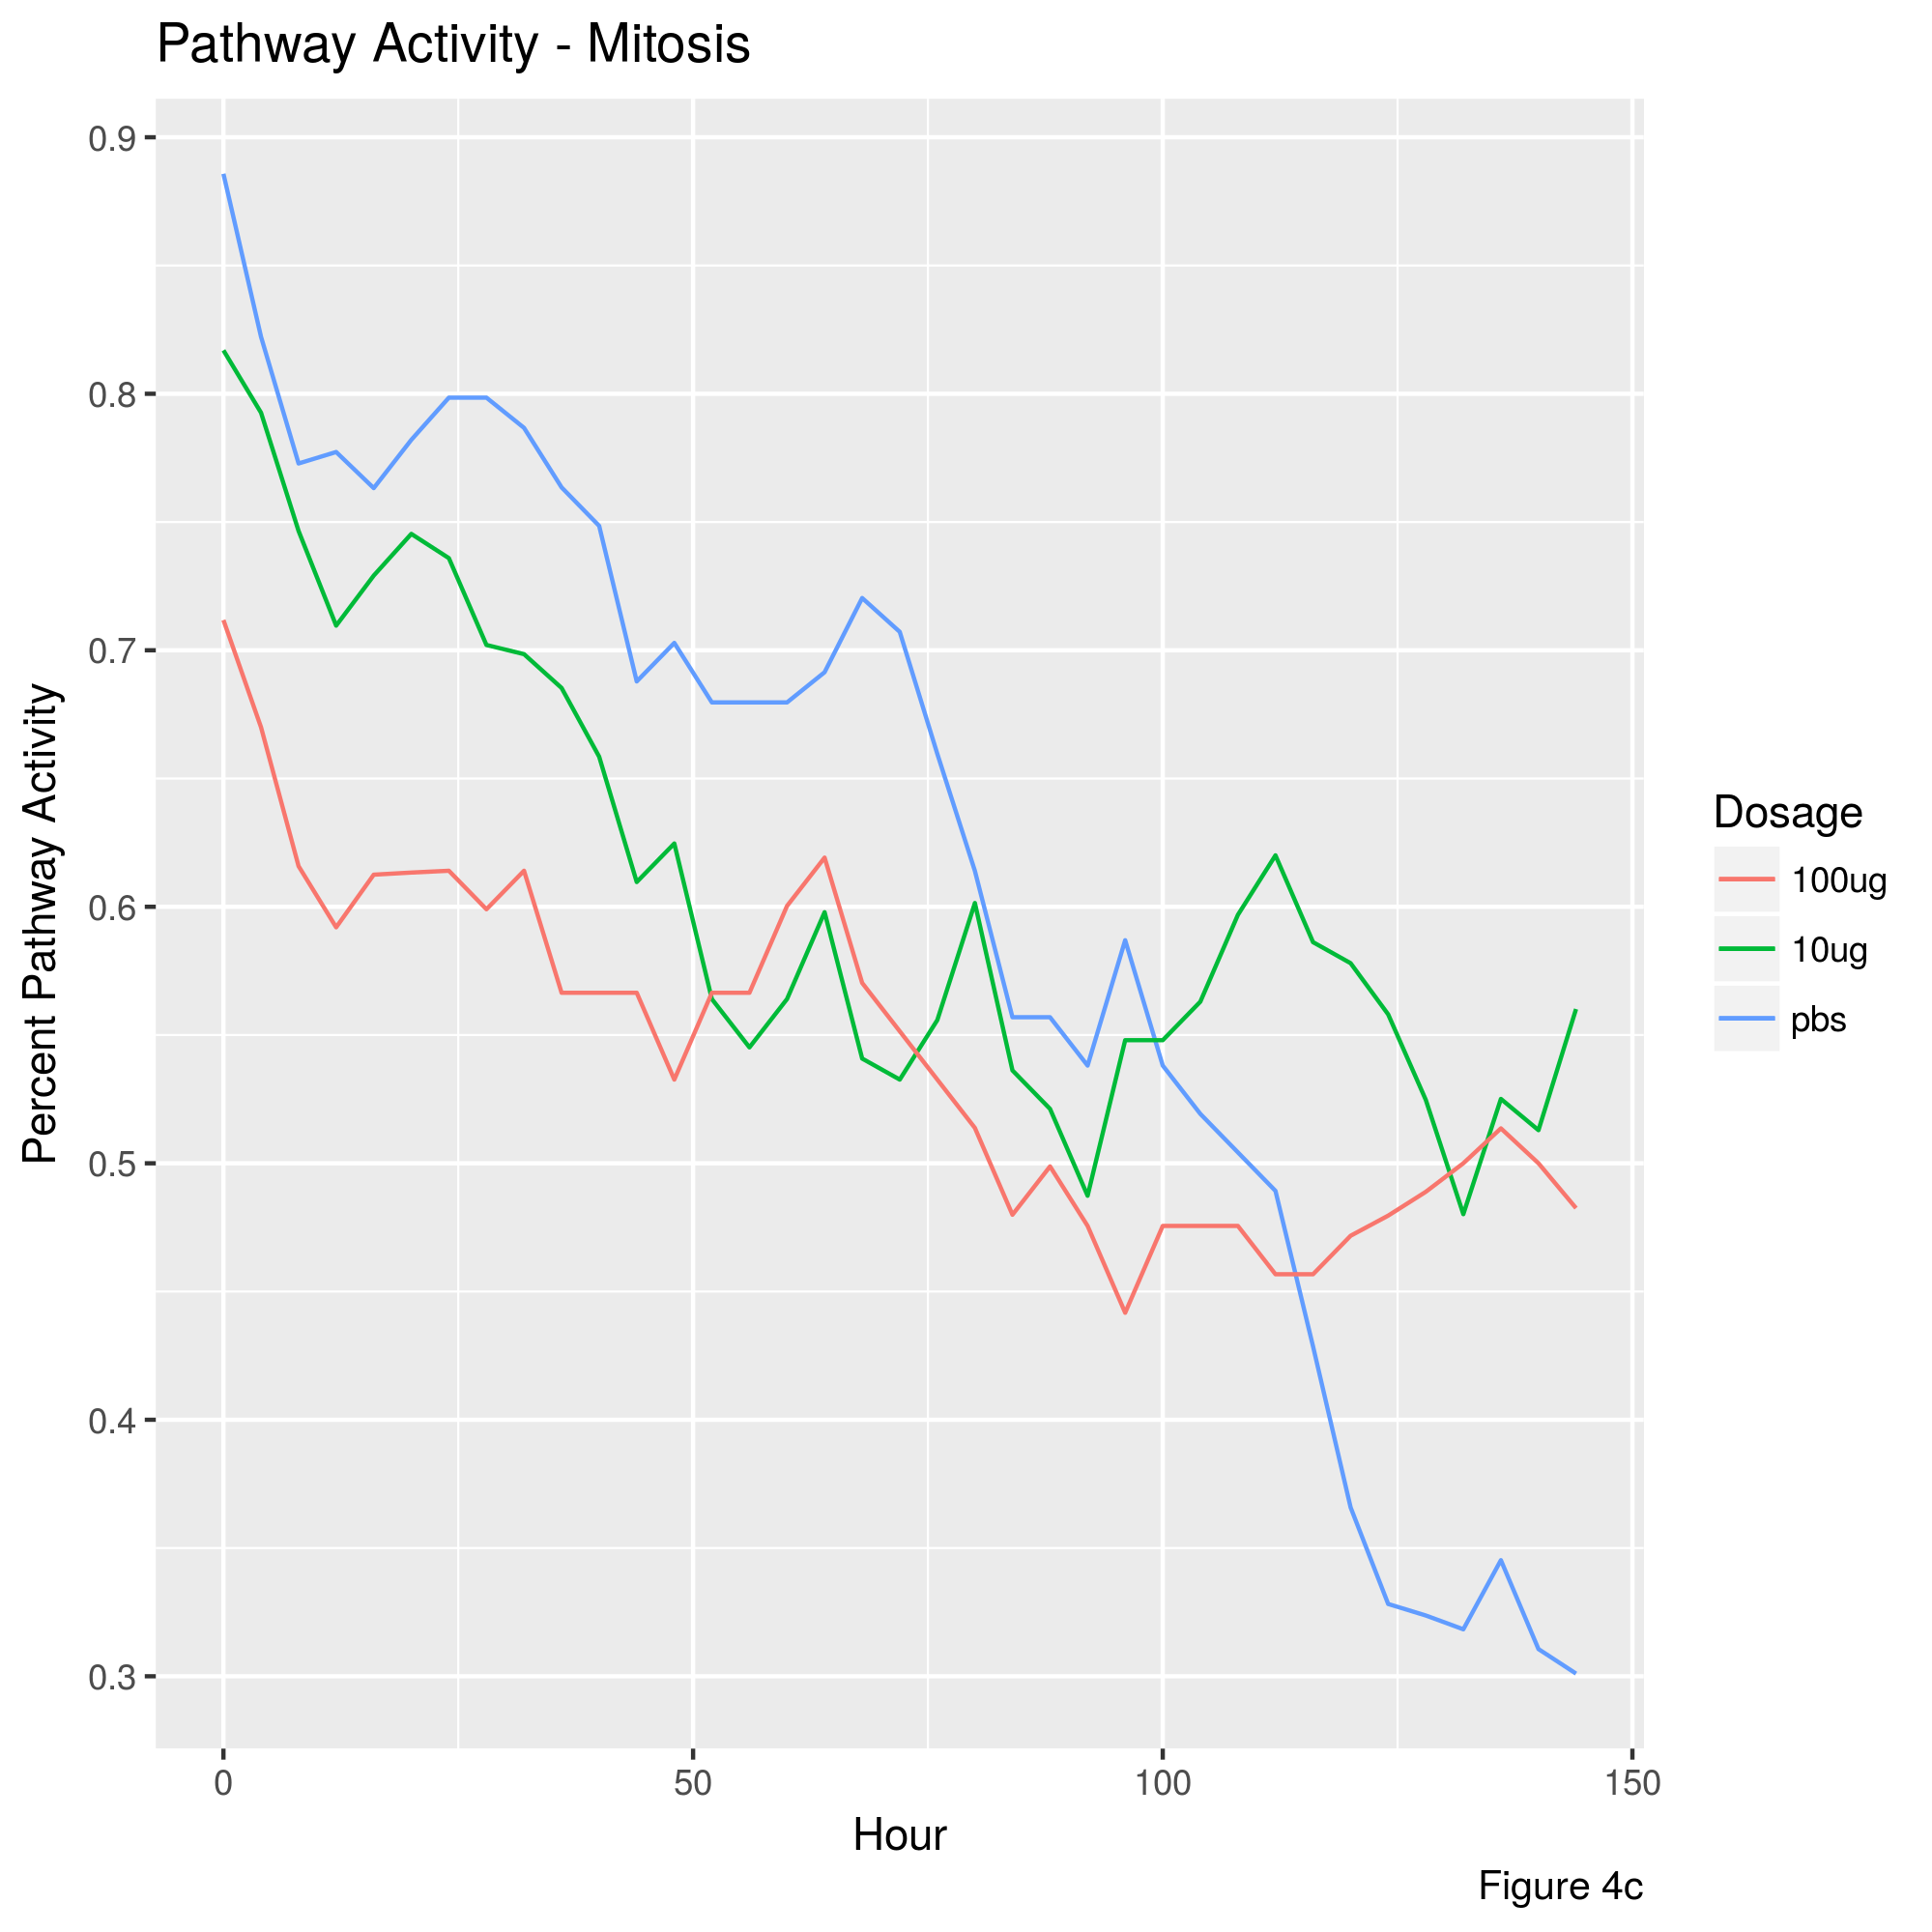 Pathway Activity - Mitosis
Percent Pathway Activity
0.9
0.8
0.7
0.6
0.5
0.4
0.3
0
50
100
150
Hour
Dosage
100ug
10ug
pbs
Figure 4c